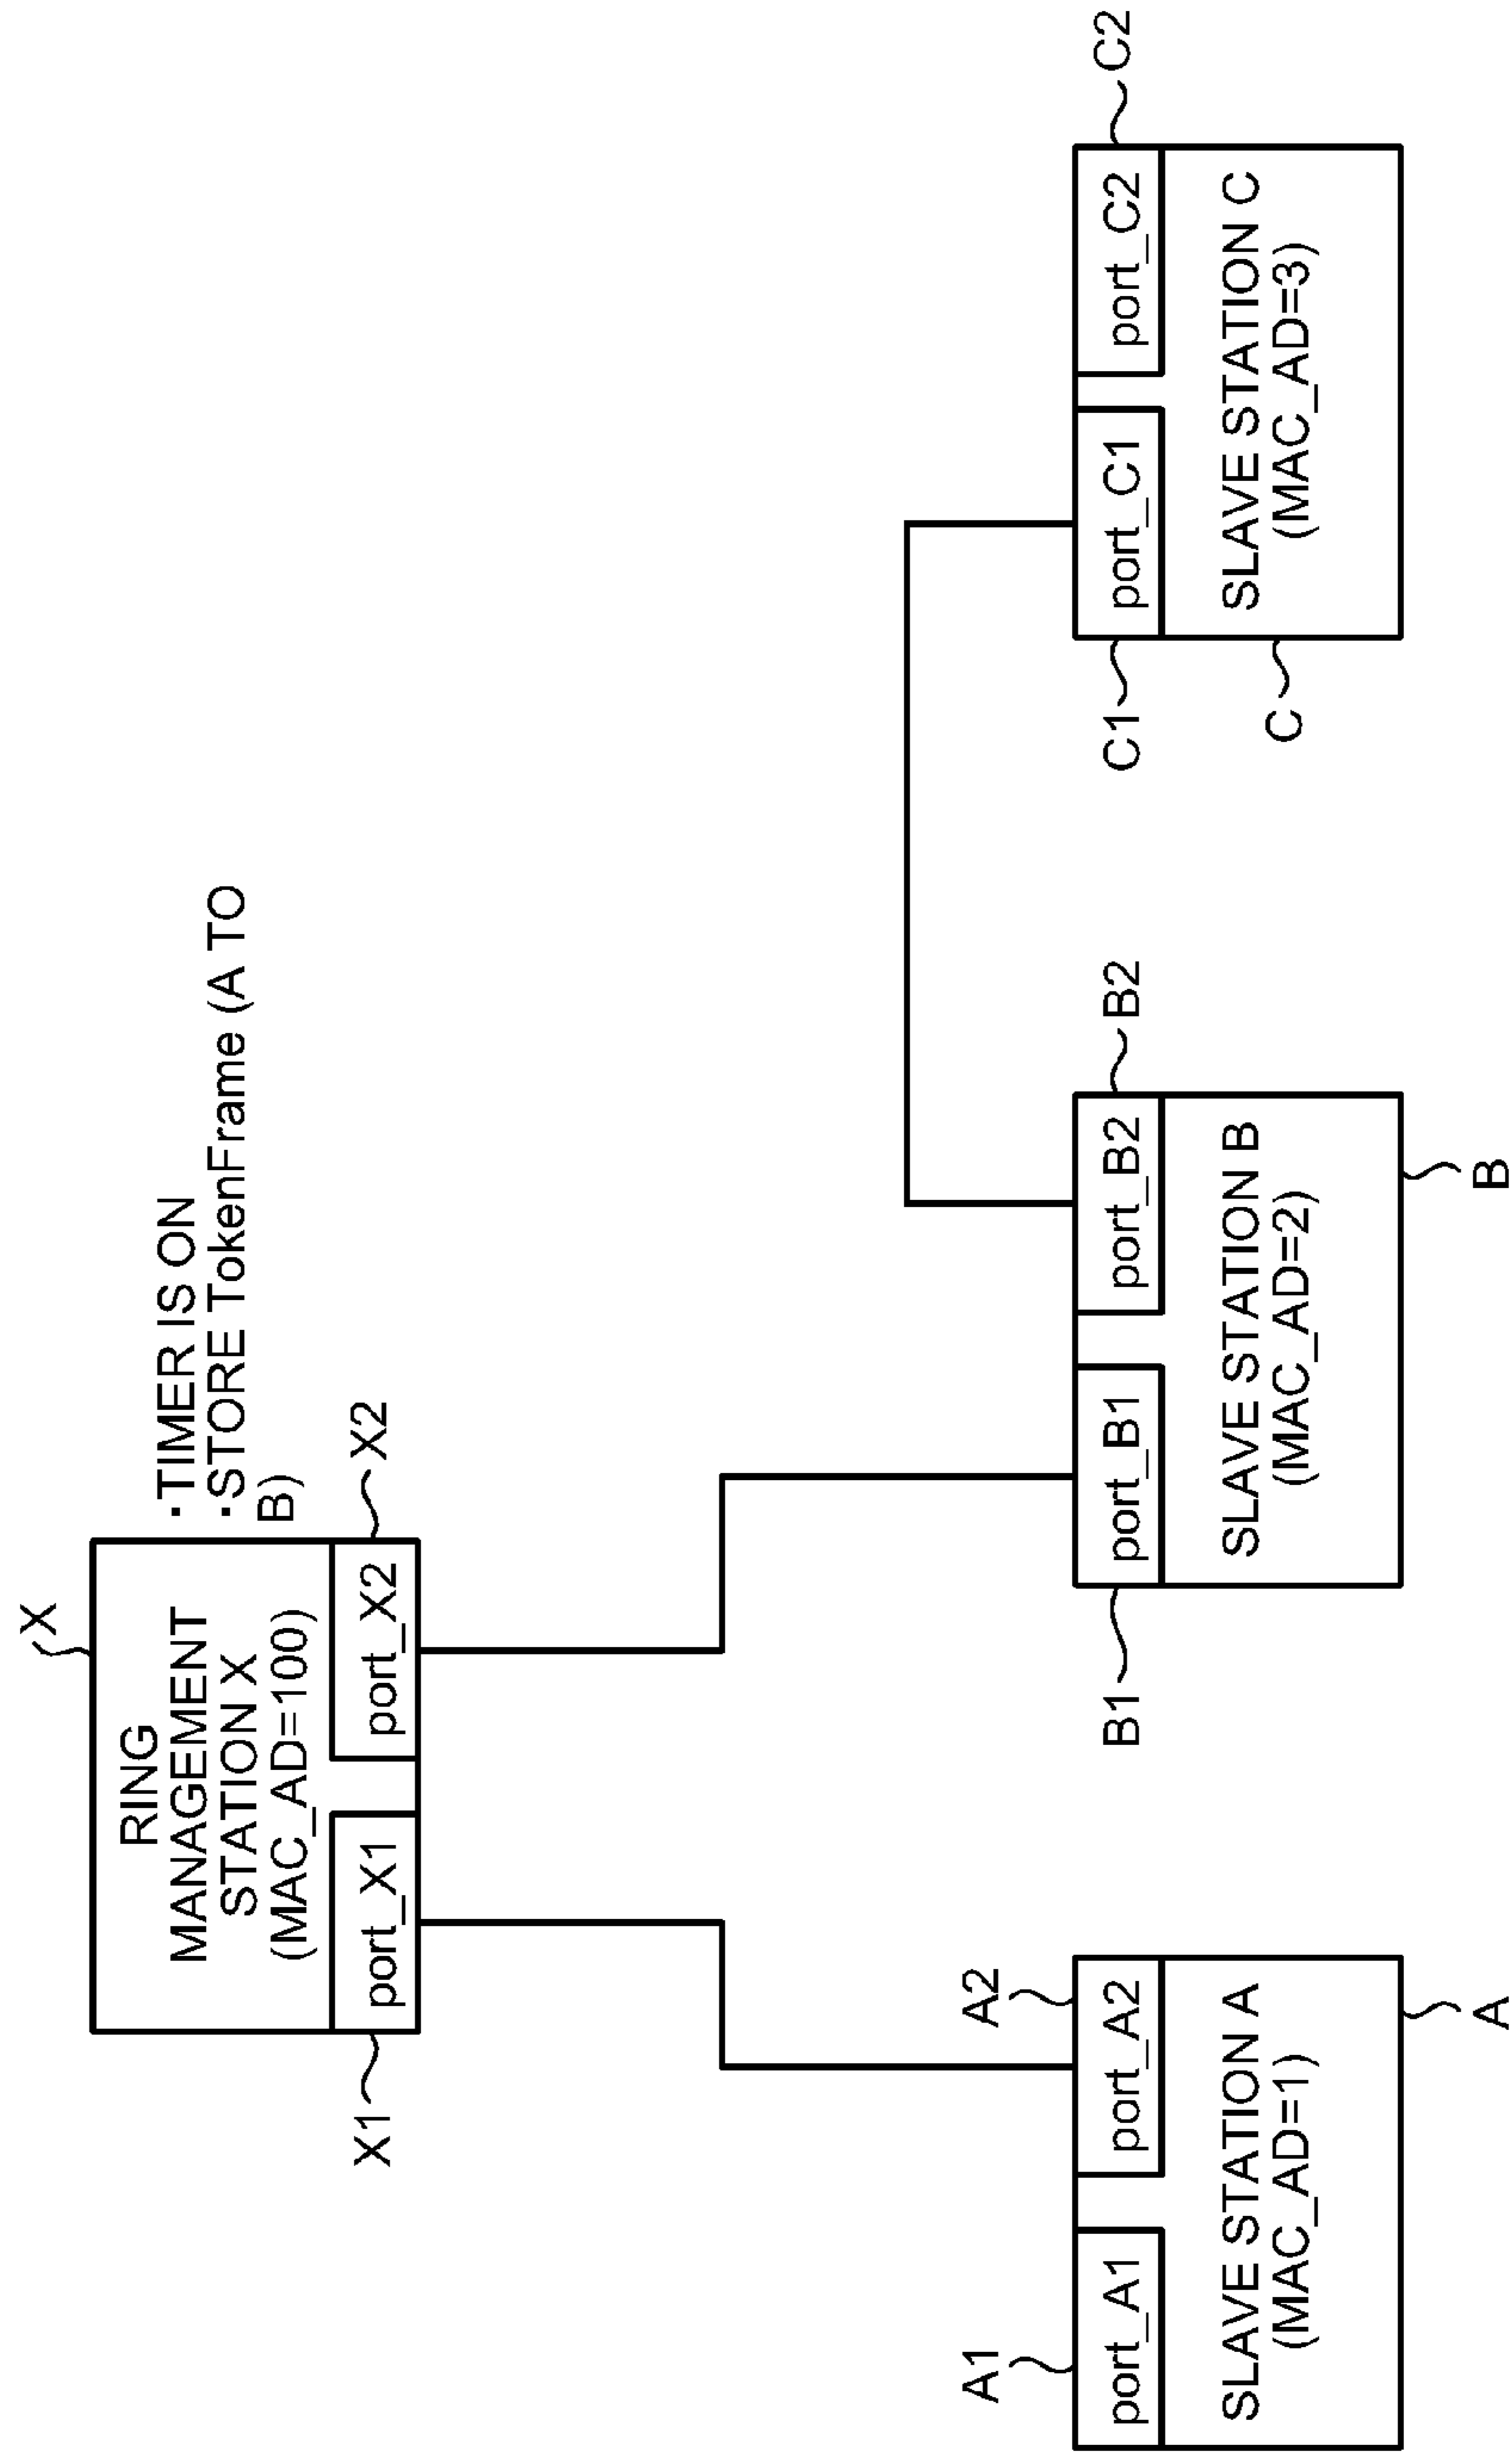 X
RING
MANAGEMENT
STATION X
(MAC_AD=100)
·TIMER IS ON
·STORE TokenFrame (A TO
B)
port_X1
port_X2
X1
X2
A1
A2
port_A1
port_A2
SLAVE STATION A
(MAC_AD=1)
A
B1
port_B1
port_B2
B2
SLAVE STATION B
(MAC_AD=2)
B
C1
port_C1
port_C2
C2
SLAVE STATION C
(MAC_AD=3)
C